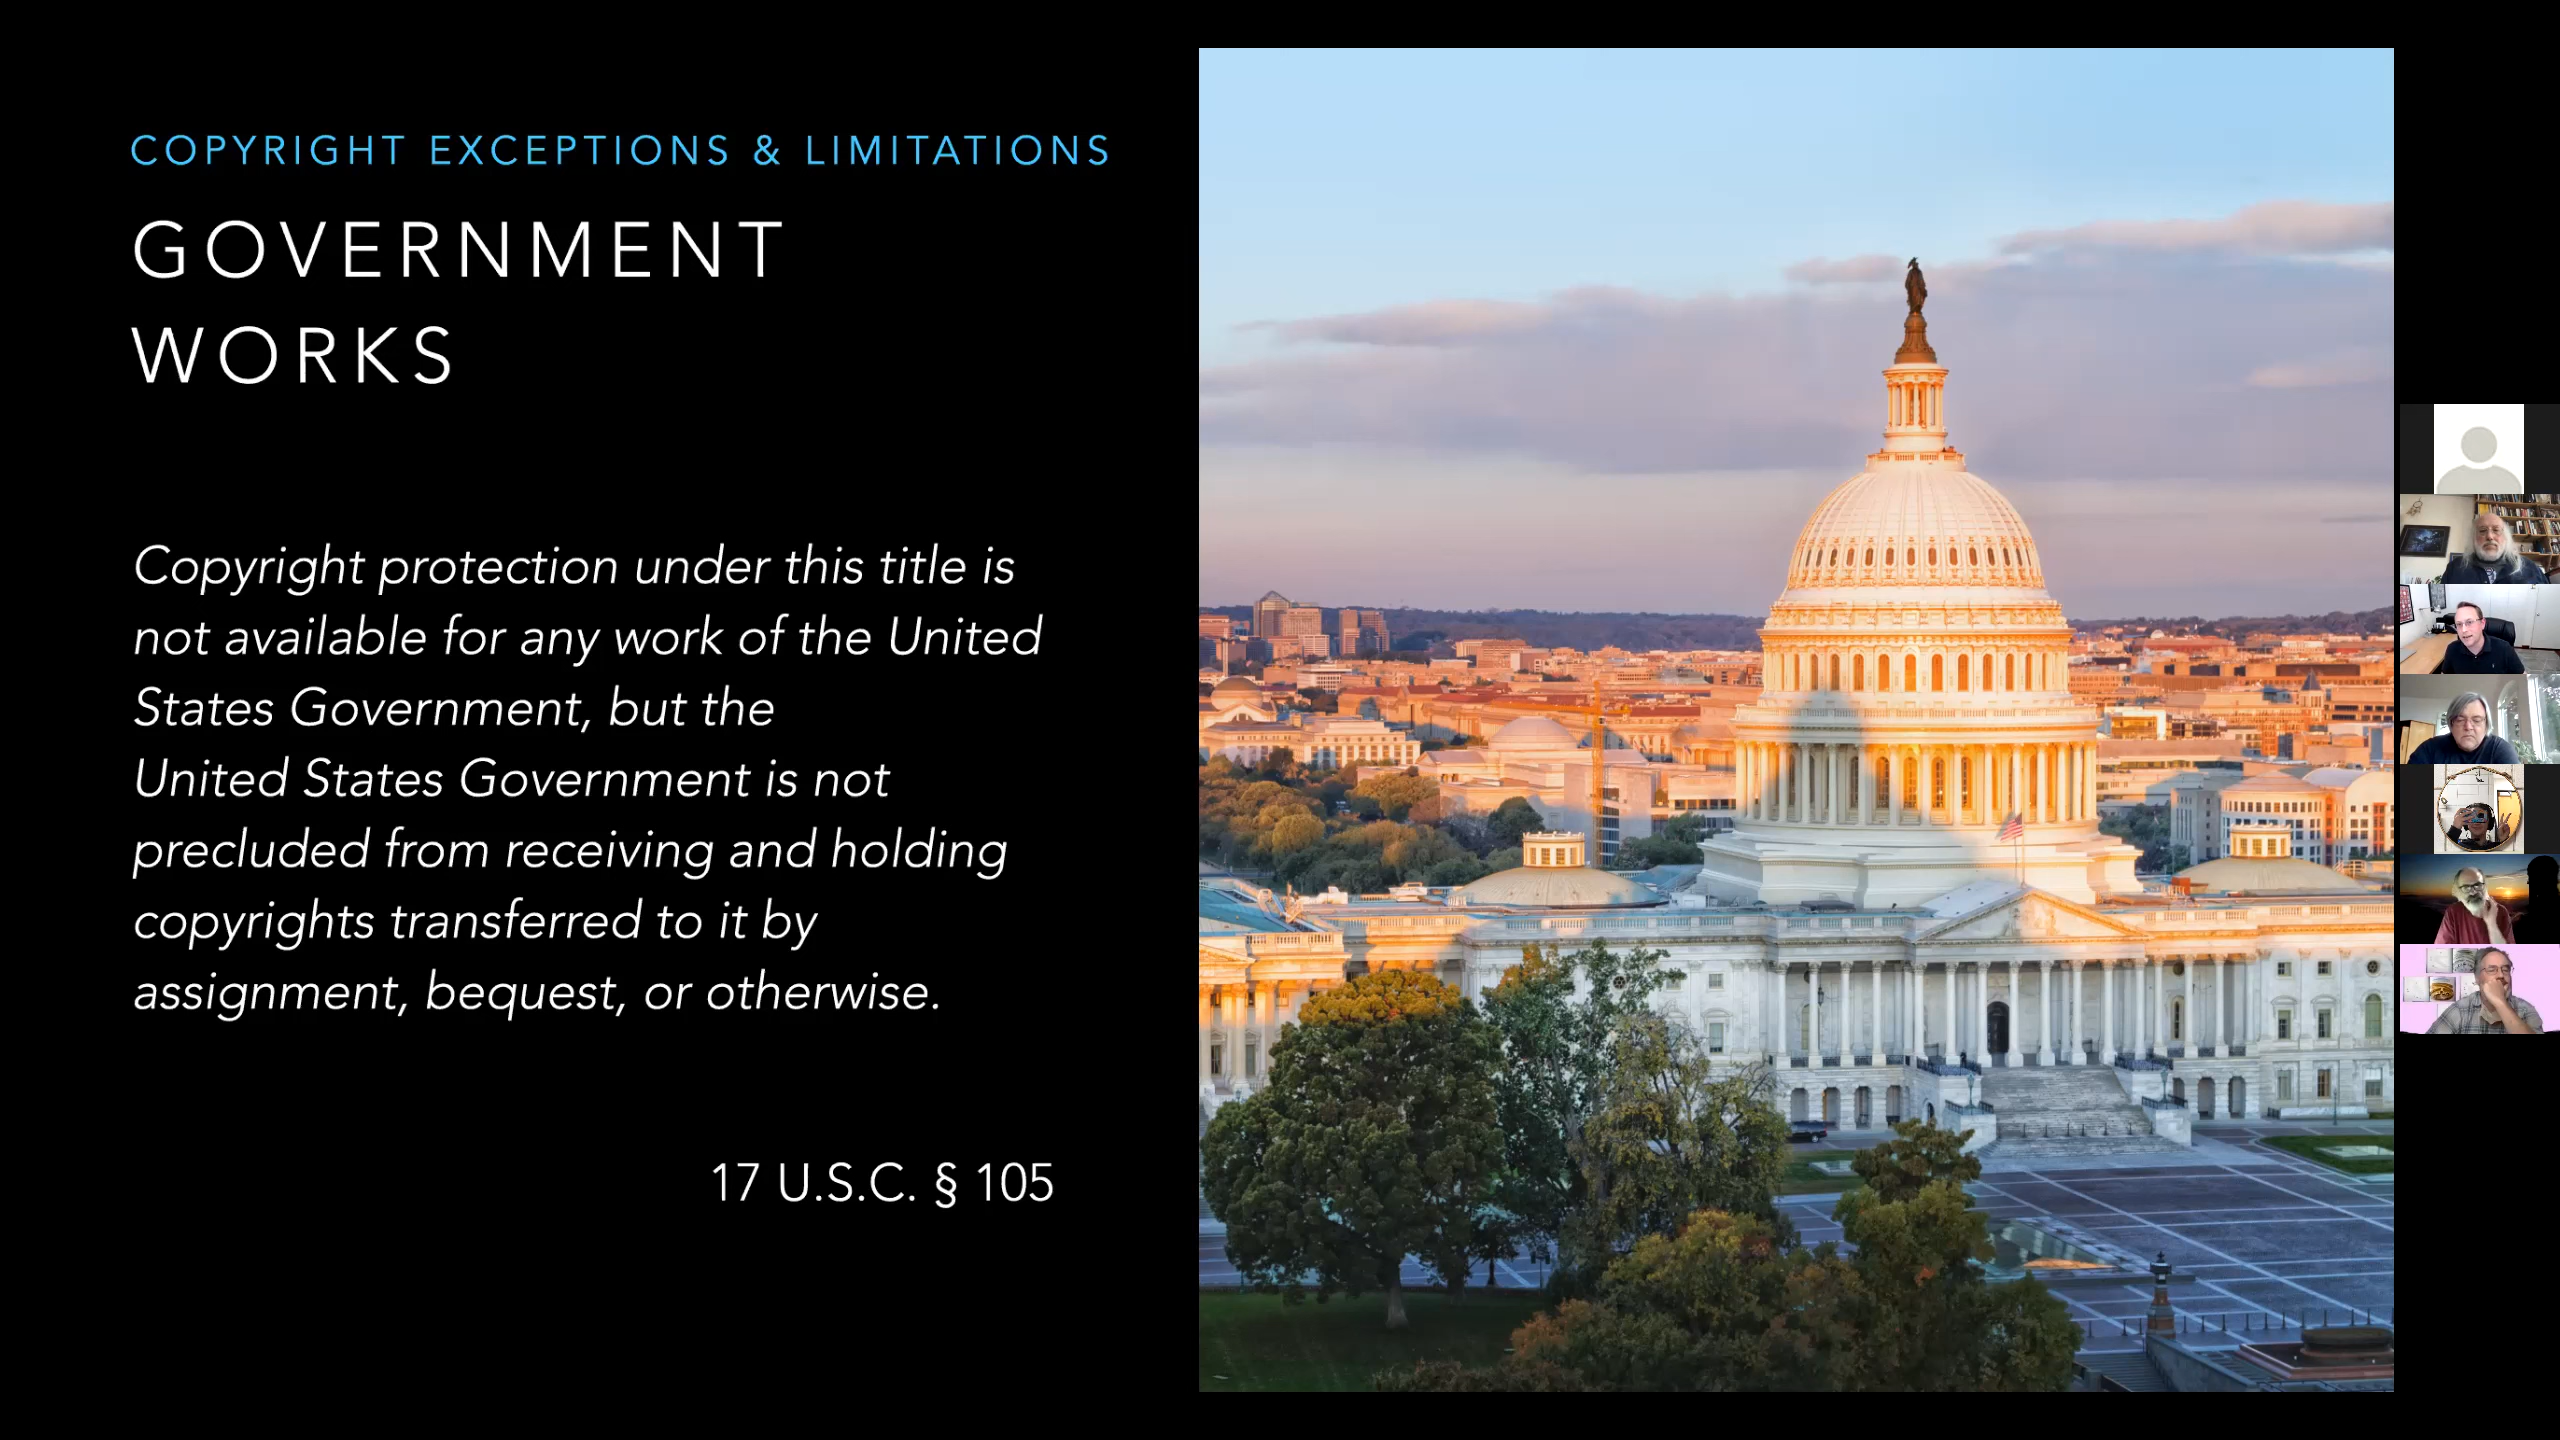 COPYRIGHT EXCEPTIONS & LIMITATIONS
GOVERNMENT
WORKS
Copyright protection under this title is
not available for any work of the United
States Government, but the
United States Government is not
precluded from receiving and holding
copyrights transferred to it by
assignment, bequest, or otherwise.
17 U.S.C. § 105